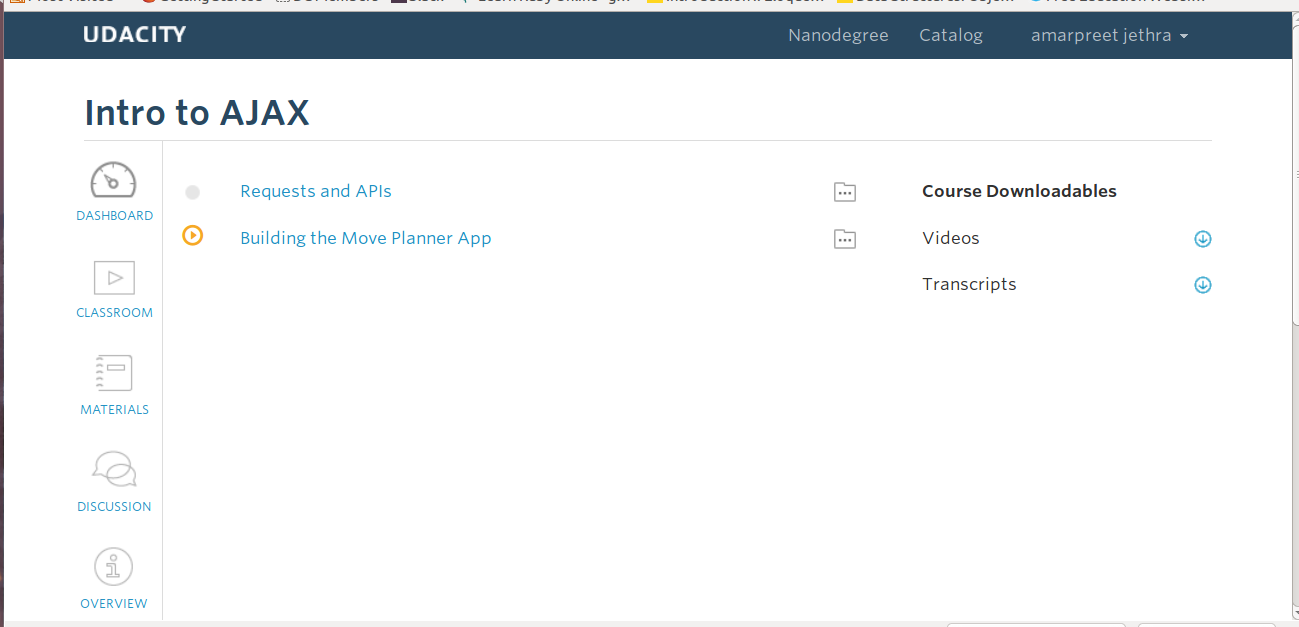 UDACITY
Nanodegree Catalog amarpreet jethra
Intro to AJAX
DASHBOARD
CLASSROOM
MATERIALS
DISCUSSION
OVERVIEW
Requests and APIs
Building the Move Planner App
Course Downloadables
Videos
Transcripts